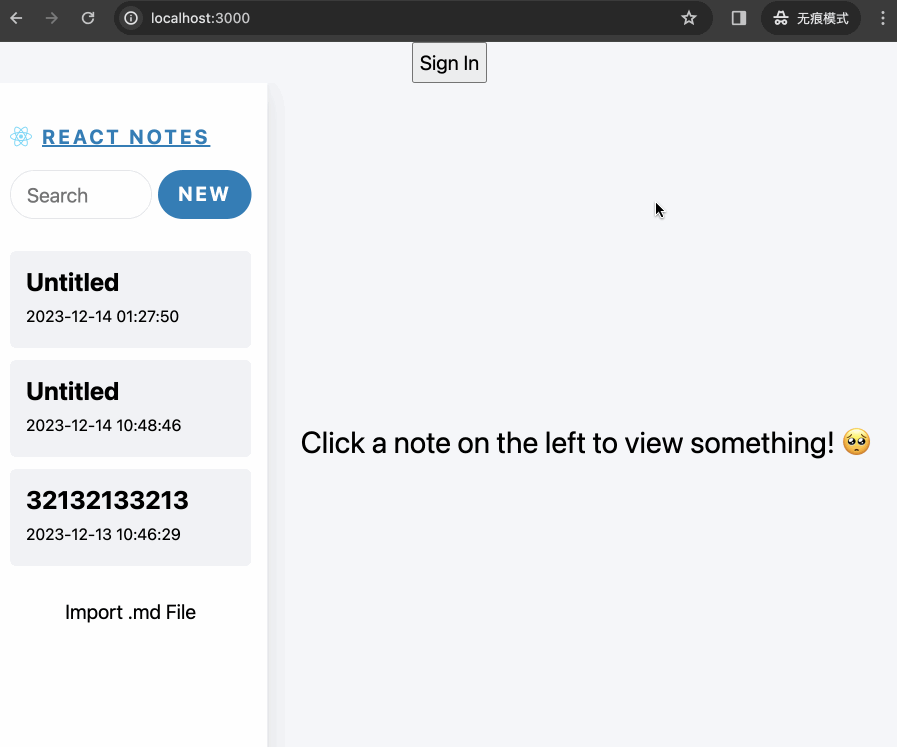 localhost:3000
无痕模式
Sign In
REACT NOTES
Search
NEW
Untitled
2023-12-14 01:27:50
Untitled
2023-12-14 10:48:46
32132133213
2023-12-13 10:46:29
Import .md File
Click a note on the left to view something! 🥺